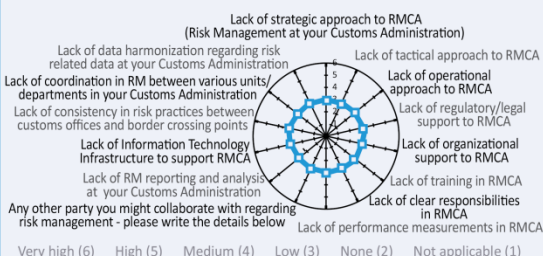 Lack of strategic approach to RMCA
(Risk Management at your Customs Administration)
Lack of data harmonization regarding risk
related data at your Customs Administration
Lack of tactical approach to RMCA
Lack of coordination in RM between various units/
departments in your Customs Administration
Lack of operational
approach to RMCA
Lack of consistency in risk practices between
customs offices and border crossing points
Lack of regulatory/legal
support to RMCA
Lack of Information Technology
Infrastructure to support RMCA
Lack of organizational
support to RMCA
Lack of RM reporting and analysis
at your Customs Administration
Lack of training in RMCA
Any other party you might collaborate with regarding
risk management - please write the details below
Lack of clear responsibilities
in RMCA
Lack of performance measurements in RMCA
6
5
4
3
Very high (6) High (5) Medium (4) Low (3) None (2) Not applicable (1)